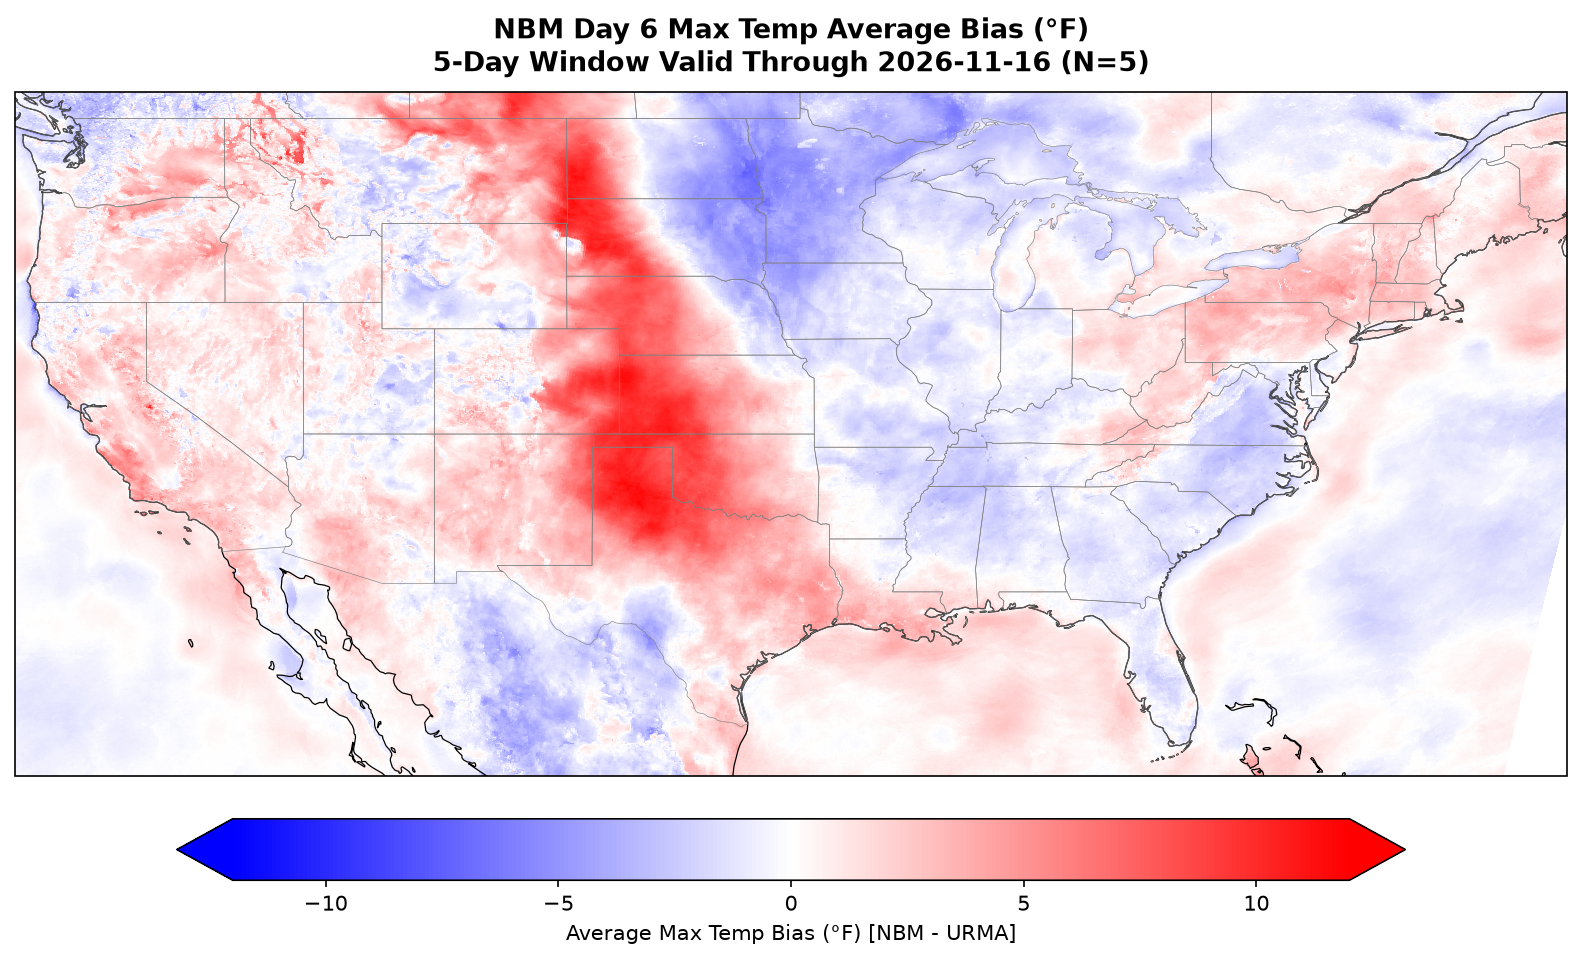 NBM Day 6 Max Temp Average Bias (°F)
5-Day Window Valid Through 2026-11-16 (N=5)
−10 −5 0 5 10
Average Max Temp Bias (°F) [NBM - URMA]